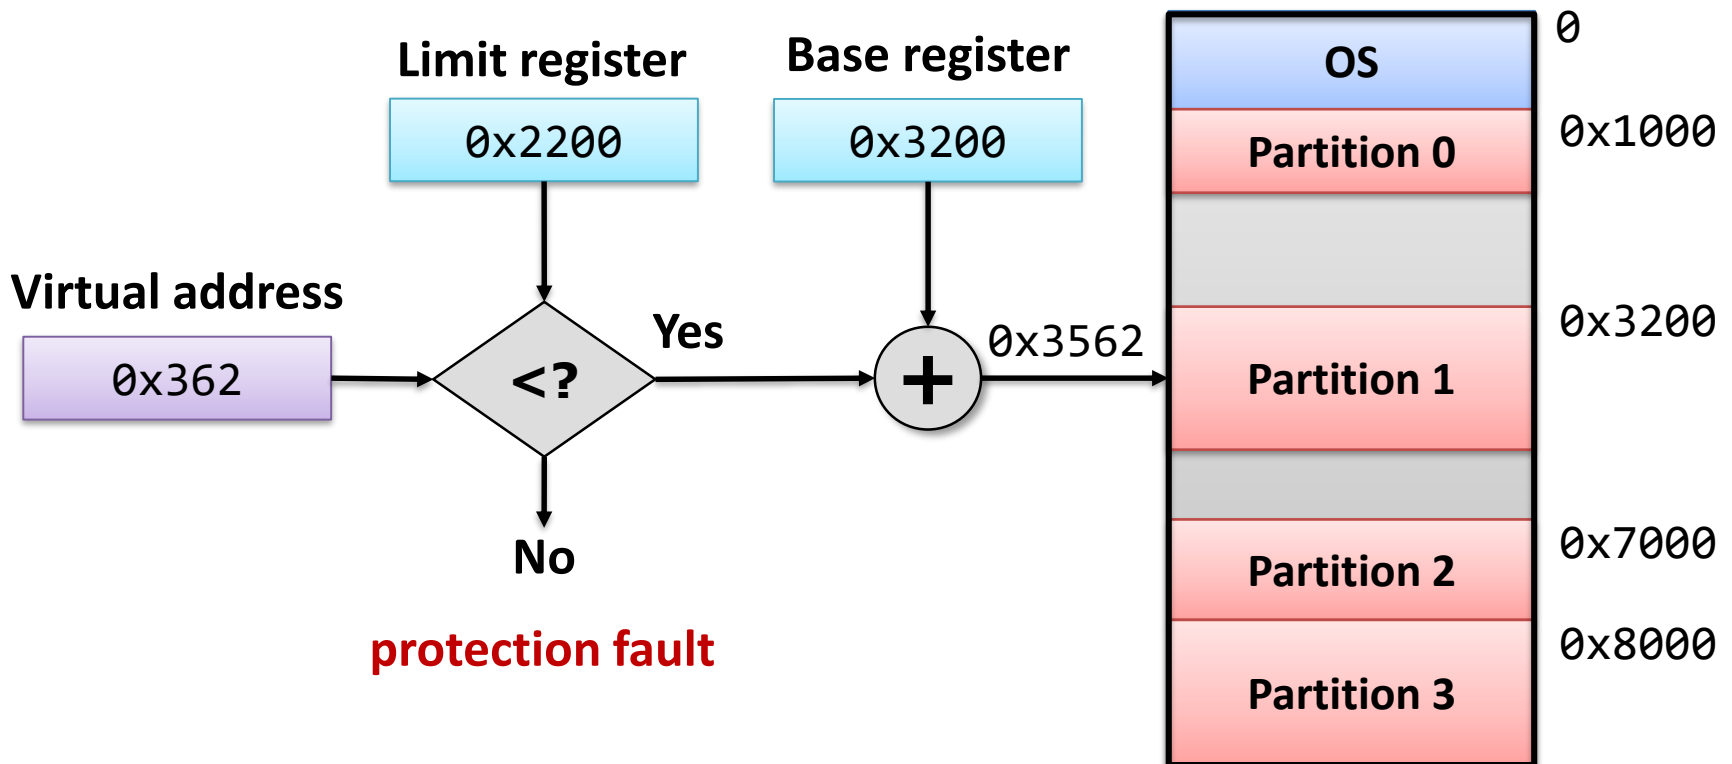 Limit register
0x2200
Base register
0x3200
Virtual address
0x362
<?
Yes
No
protection fault
+
0x3562
OS
Partition 0
Partition 1
Partition 2
Partition 3
0
0x1000
0x3200
0x7000
0x8000